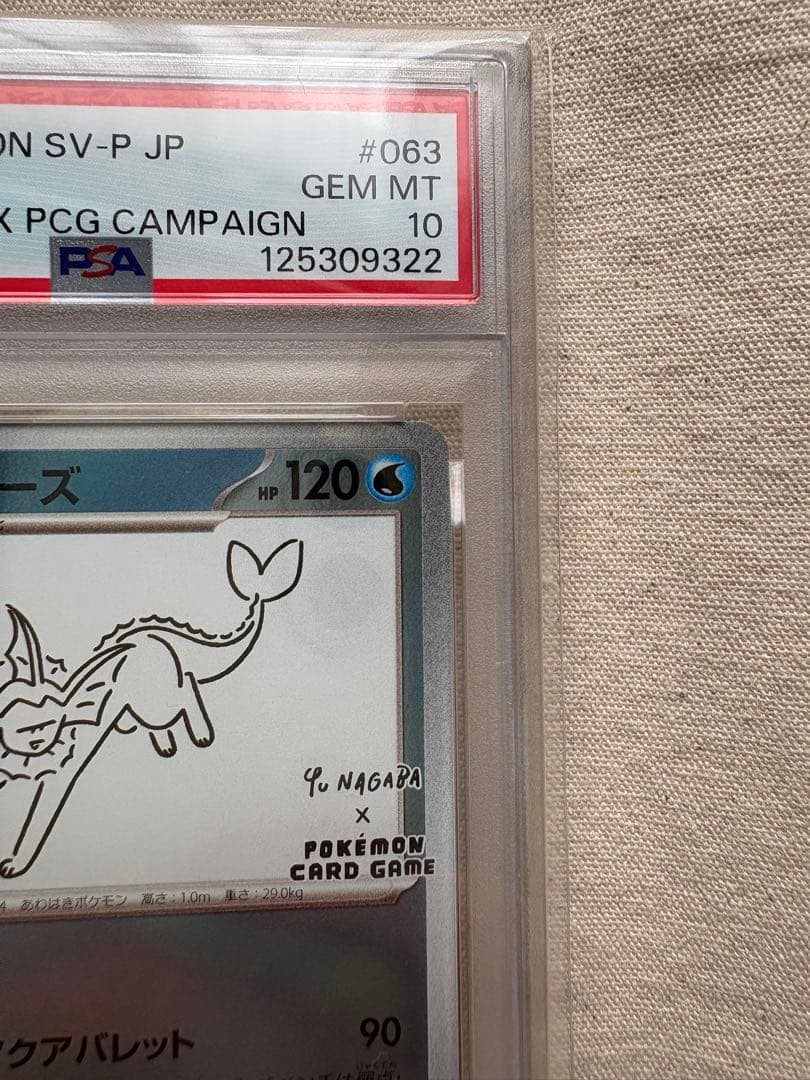 ON SV-P JP #063
GEM MT
X PCG CAMPAIGN 10
PSA 125309322
ーズ HP 120
Yu NAGABA
X
POKÉMON
CARD GAME
4 あわはきポケモン 高さ:1.0m 重さ:29.0kg
アクアバレット 90